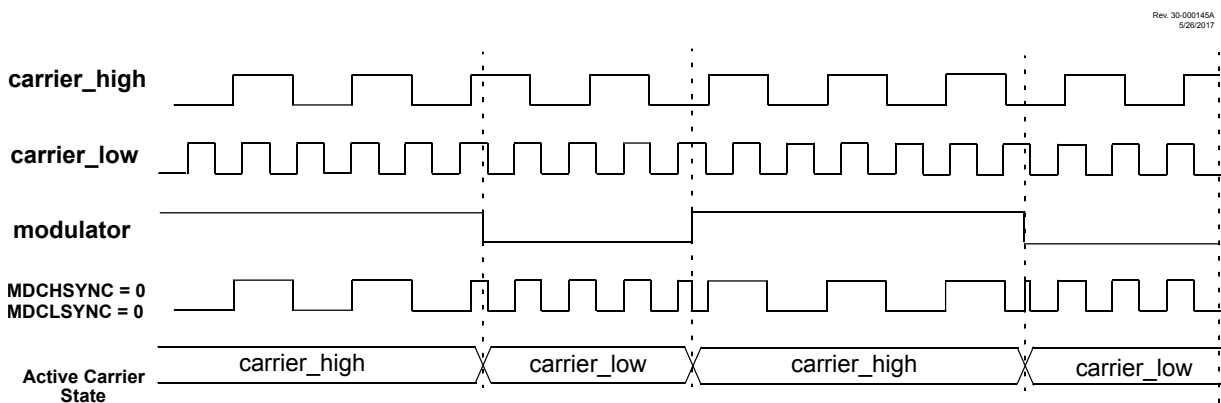 Rev. 30-000145A
5/26/2017
carrier_high
carrier_low
modulator
MDCHSYNC = 0
MDCLSYNC = 0
carrier_high
carrier_low
carrier_high
carrier_low
Active Carrier
State